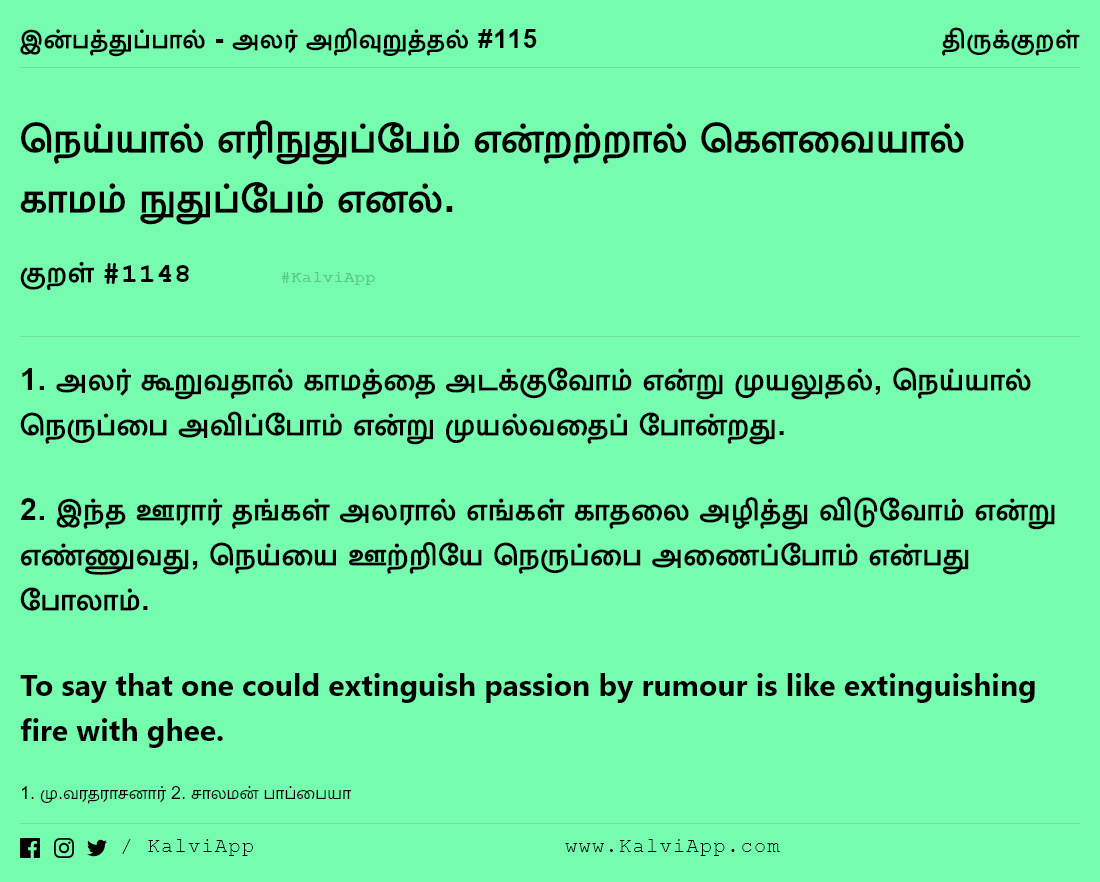 இன்பத்துப்பால் - அலர் அறிவுறுத்தல் #115 திருக்குறள்
நெய்யால் எரிநுதுப்பேம் என்றற்றால் கௌவையால்
காமம் நுதுப்பேம் எனல்.
குறள் #1148 #KalviApp
1. அலர் கூறுவதால் காமத்தை அடக்குவோம் என்று முயலுதல், நெய்யால்
நெருப்பை அவிப்போம் என்று முயல்வதைப் போன்றது.
2. இந்த ஊரார் தங்கள் அலரால் எங்கள் காதலை அழித்து விடுவோம் என்று
எண்ணுவது, நெய்யை ஊற்றியே நெருப்பை அணைப்போம் என்பது
போலாம்.
To say that one could extinguish passion by rumour is like extinguishing
fire with ghee.
1. மு.வரதராசனார் 2. சாலமன் பாப்பையா
/ KalviApp www.KalviApp.com